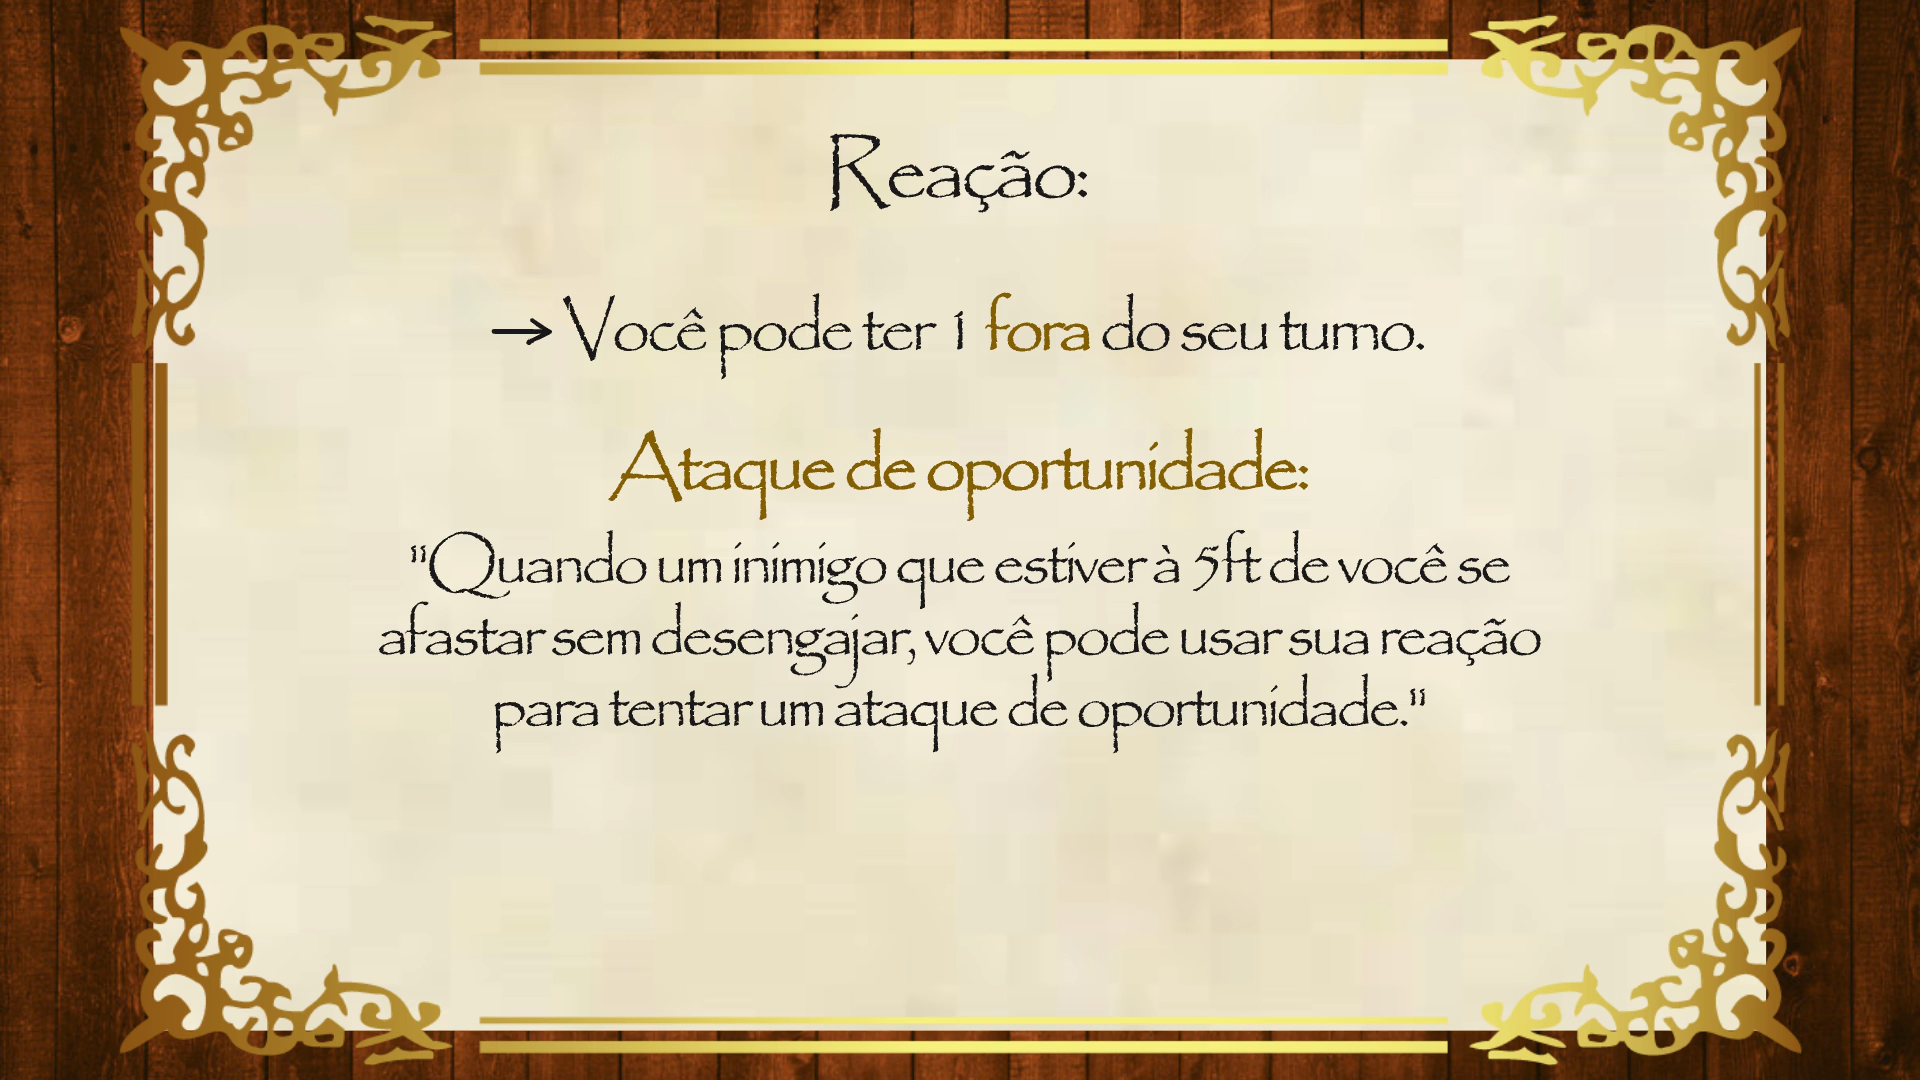 Reação:
→ Você pode ter 1 fora do seu turno.
Ataque de oportunidade:
"Quando um inimigo que estiver à 5ft de você se
afastar sem desengajar, você pode usar sua reação
para tentar um ataque de oportunidade."